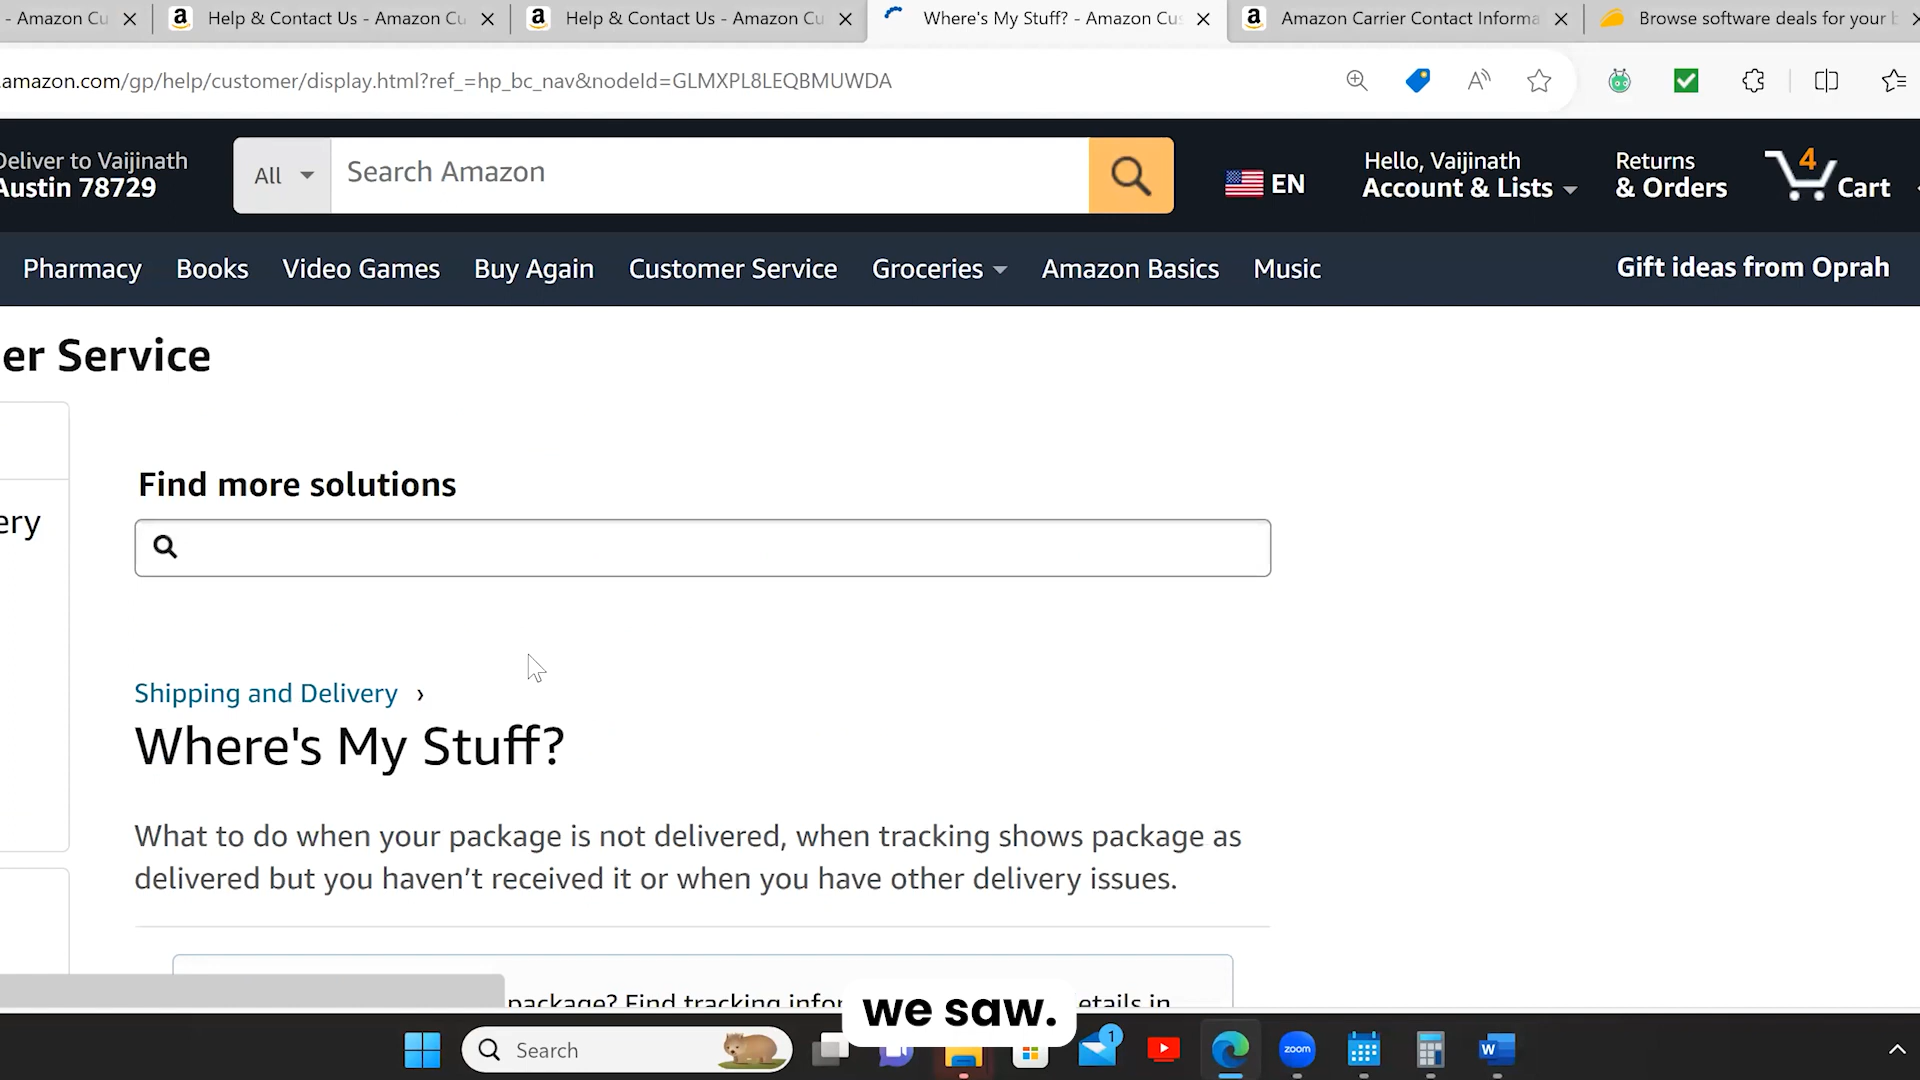 - Amazon Cu
Help & Contact Us - Amazon Cu
Help & Contact Us - Amazon Cu
Where's My Stuff? - Amazon Cus
Amazon Carrier Contact Informa
Browse software deals for your b
amazon.com/gp/help/customer/display.html?ref_=hp_bc_nav&nodeId=GLMXPL8LEQBMUWDA
Deliver to Vaijinath
Austin 78729
All
Search Amazon
EN
Hello, Vaijinath
Account & Lists
Returns
& Orders
4
Cart
Pharmacy
Books
Video Games
Buy Again
Customer Service
Groceries
Amazon Basics
Music
Gift ideas from Oprah
er Service
ery
Find more solutions
Shipping and Delivery ›
Where's My Stuff?
What to do when your package is not delivered, when tracking shows package as
delivered but you haven’t received it or when you have other delivery issues.
package? Find tracking infor etails in
we saw.
Search
1
zoom
W